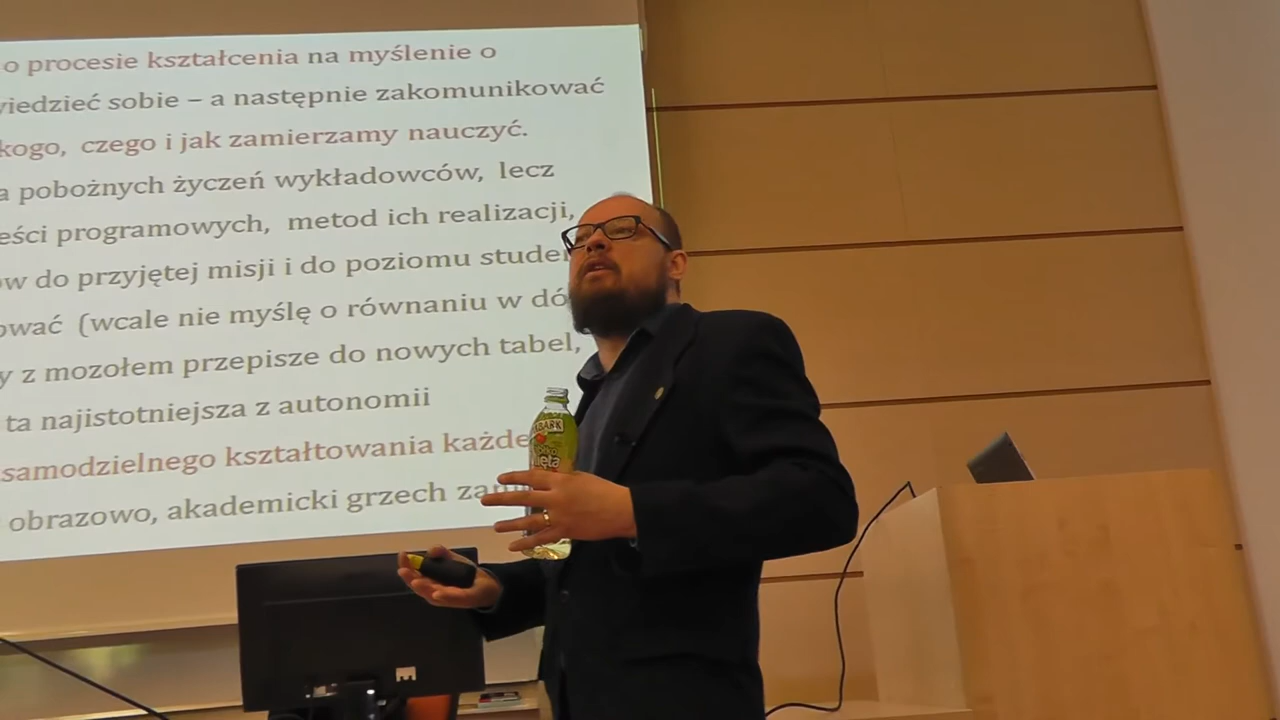 o procesie kształcenia na myślenie o
wiedzieć sobie – a następnie zakomunikować
kogo, czego i jak zamierzamy nauczyć.
a pobożnych życzeń wykładowców, lecz
eści programowych, metod ich realizacji,
ów do przyjętej misji i do poziomu studen
ować (wcale nie myślę o równaniu w dó
y z mozołem przepisze do nowych tabel,
ta najistotniejsza z autonomii
samodzielnego kształtowania każde
obrazowo, akademicki grzech zan